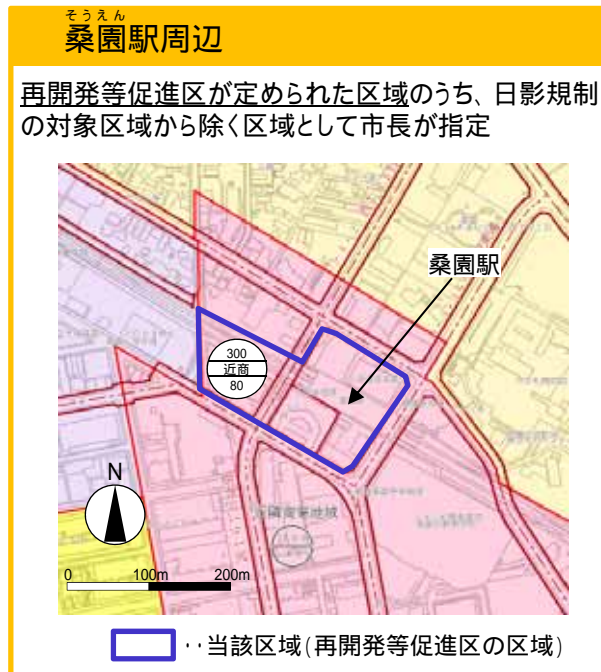 そうえん
桑園駅周辺
再開発等促進区が定められた区域のうち、日影規制
の対象区域から除く区域として市長が指定
桑園駅
300
近商
80
N
0 100m 200m
‥当該区域(再開発等促進区の区域)